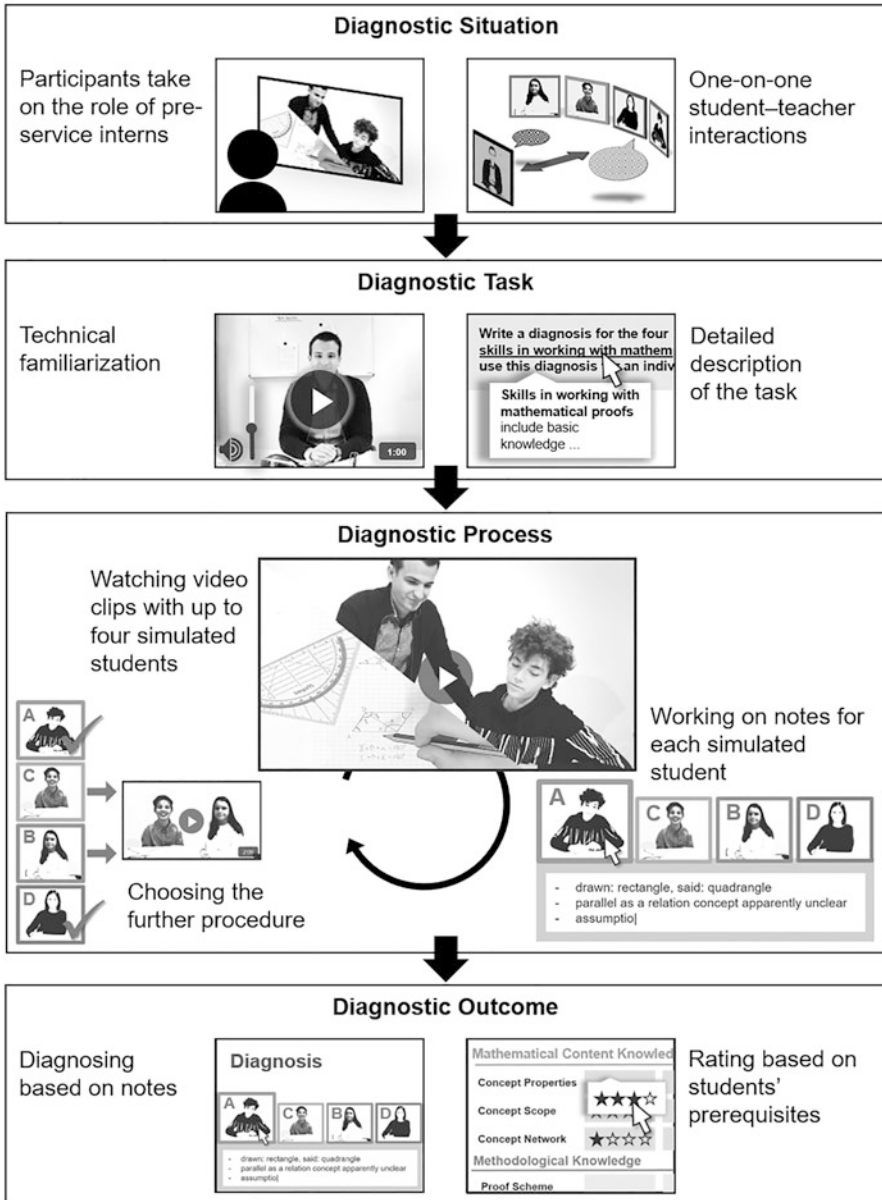 Diagnostic Situation
Participants take
on the role of pre-
service interns
One-on-one
student–teacher
interactions
Diagnostic Task
Technical
familiarization
1:00
Write a diagnosis for the four
skills in working with mathem
use this diagnosis an indiv
Skills in working with
mathematical proofs
include basic
knowledge ...
Detailed
description
of the task
Diagnostic Process
Watching video
clips with up to
four simulated
students
A
C
B
D
2:00
Choosing the
further procedure
Working on notes for
each simulated
student
A
C
B
D
- drawn: rectangle, said: quadrangle
- parallel as a relation concept apparently unclear
- assumptio|
Diagnostic Outcome
Diagnosing
based on notes
Diagnosis
A
C
B
D
- drawn: rectangle, said: quadrangle
- parallel as a relation concept apparently unclear
- assumptio|
Mathematical Content Knowled
Concept Properties
Concept Scope
Concept Network
Methodological Knowledge
Proof Scheme
Rating based on
students'
prerequisites